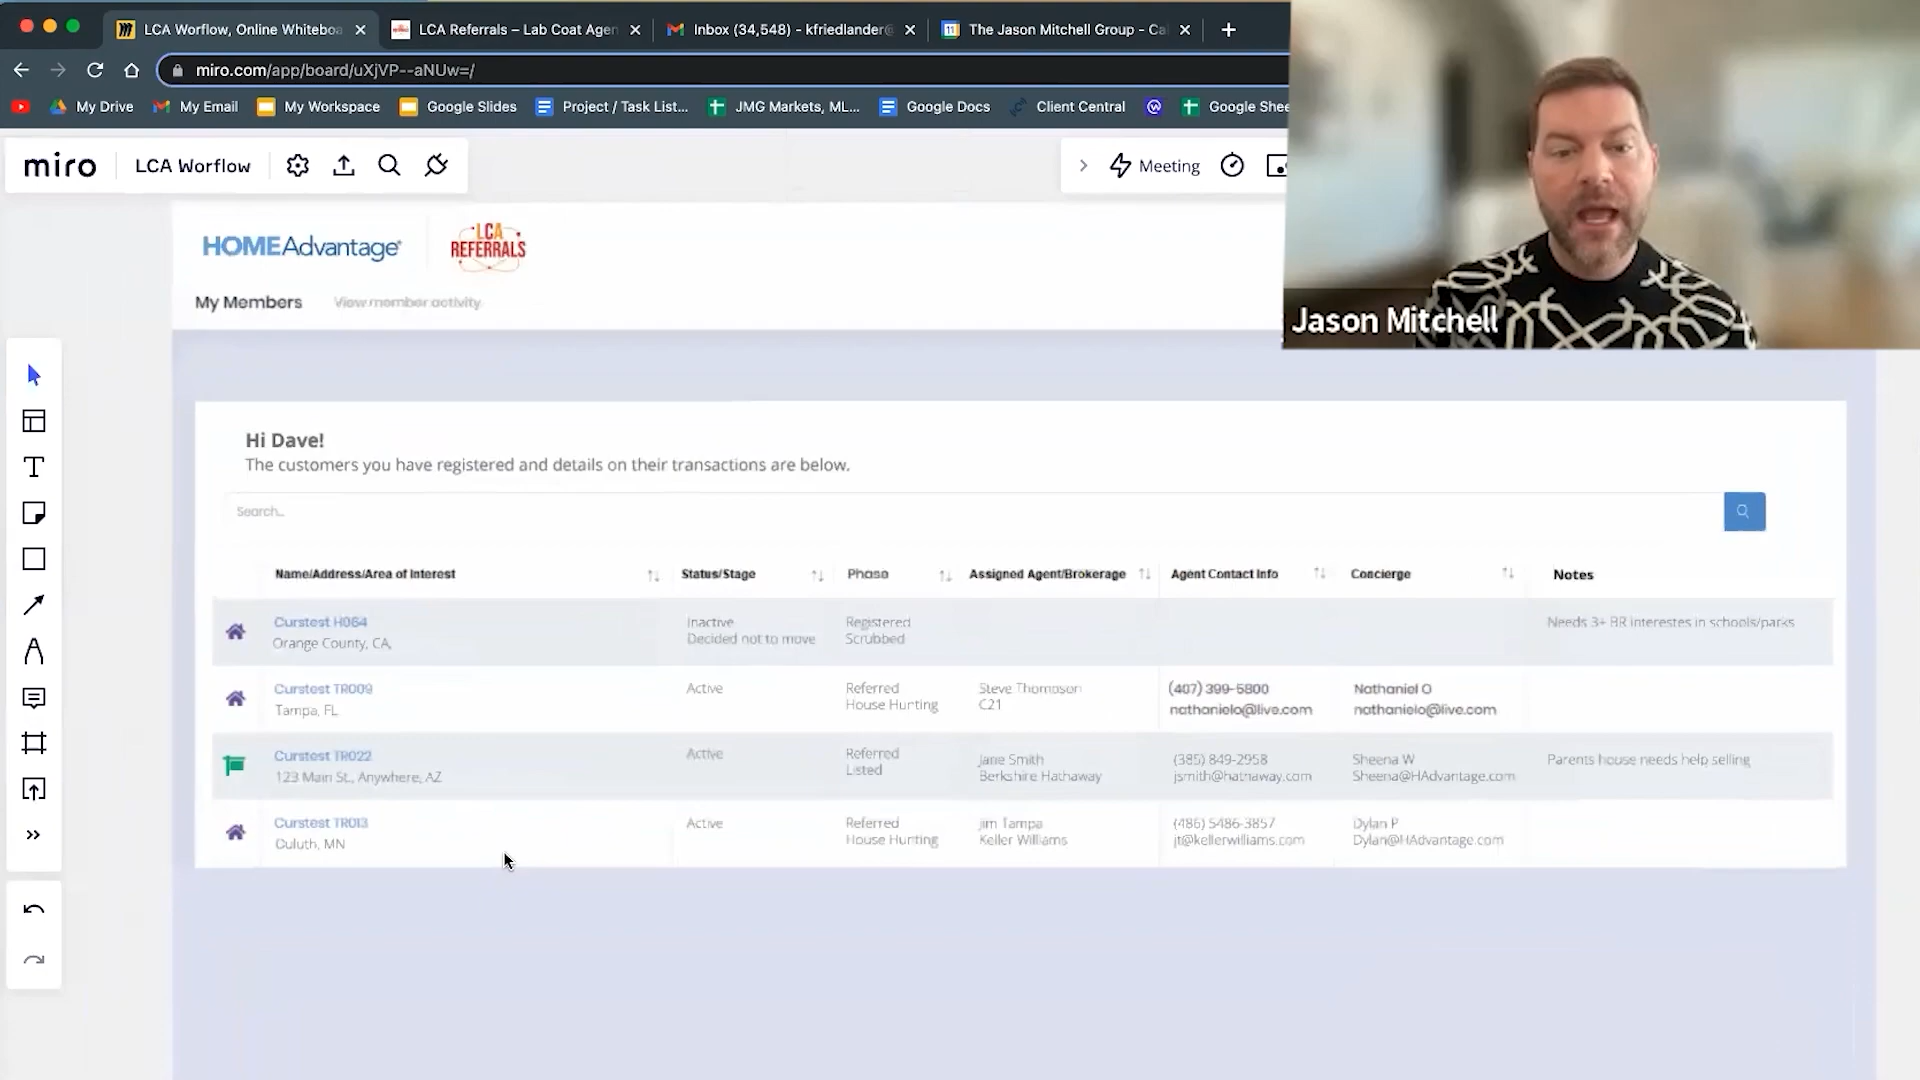 LCA Worflow, Online Whiteboa
LCA Referrals – Lab Coat Agen
Inbox (34,548) - kfriedlander@
The Jason Mitchell Group - Cal
miro.com/app/board/uXjVP--aNUw=/
My Drive
My Email
My Workspace
Google Slides
Project / Task List...
JMG Markets, ML...
Google Docs
Client Central
Google Shee
miro
LCA Worflow
Meeting
HOMEAdvantage
LCA
REFERRALS
My Members
View member activity
Jason Mitchell
Hi Dave!
The customers you have registered and details on their transactions are below.
Search...
Name/Address/Area of Interest Status/Stage Phase Assigned Agent/Brokerage Agent Contact Info Concierge Notes
Curstest H064 Inactive Registered Needs 3+ BR interestes in schools/parks
Orange County, CA, Decided not to move Scrubbed
Curstest TR009 Active Referred Steve Thompson (407) 399-5800 Nathaniel O
Tampa, FL House Hunting C21 nathanielo@live.com nathanielo@live.com
Curstest TR022 Active Referred Jane Smith (385) 849-2958 Sheena W Parents house needs help selling
123 Main St., Anywhere, AZ Listed Berkshire Hathaway jsmith@hathaway.com Sheena@HAdvantage.com
Curstest TR013 Active Referred Jim Tampa (486) 5486-3857 Dylan P
Culuth, MN House Hunting Keller Williams jt@kellerwilliams.com Dylan@HAdvantage.com